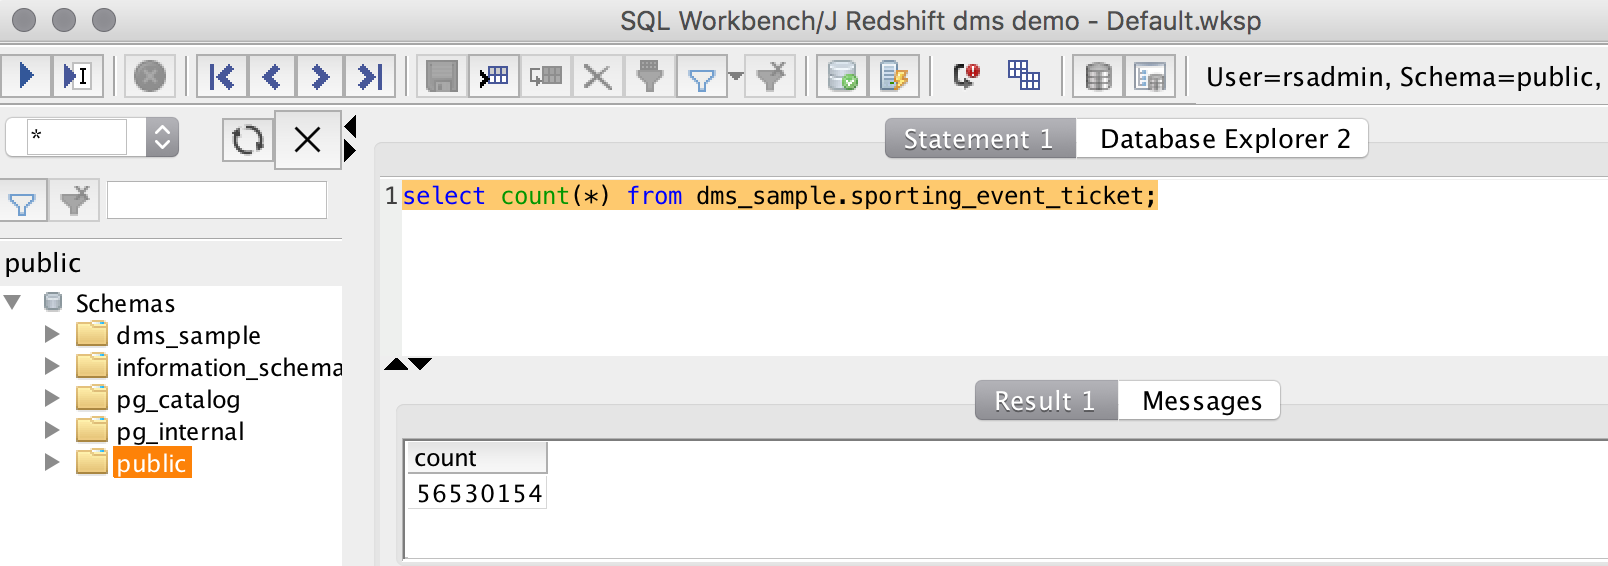 SQL Workbench/J Redshift dms demo - Default.wksp
User=rsadmin, Schema=public,
*
Statement 1
Database Explorer 2
1
select count(*) from dms_sample.sporting_event_ticket;
public
Schemas
dms_sample
information_schema
pg_catalog
pg_internal
public
Result 1
Messages
count
56530154